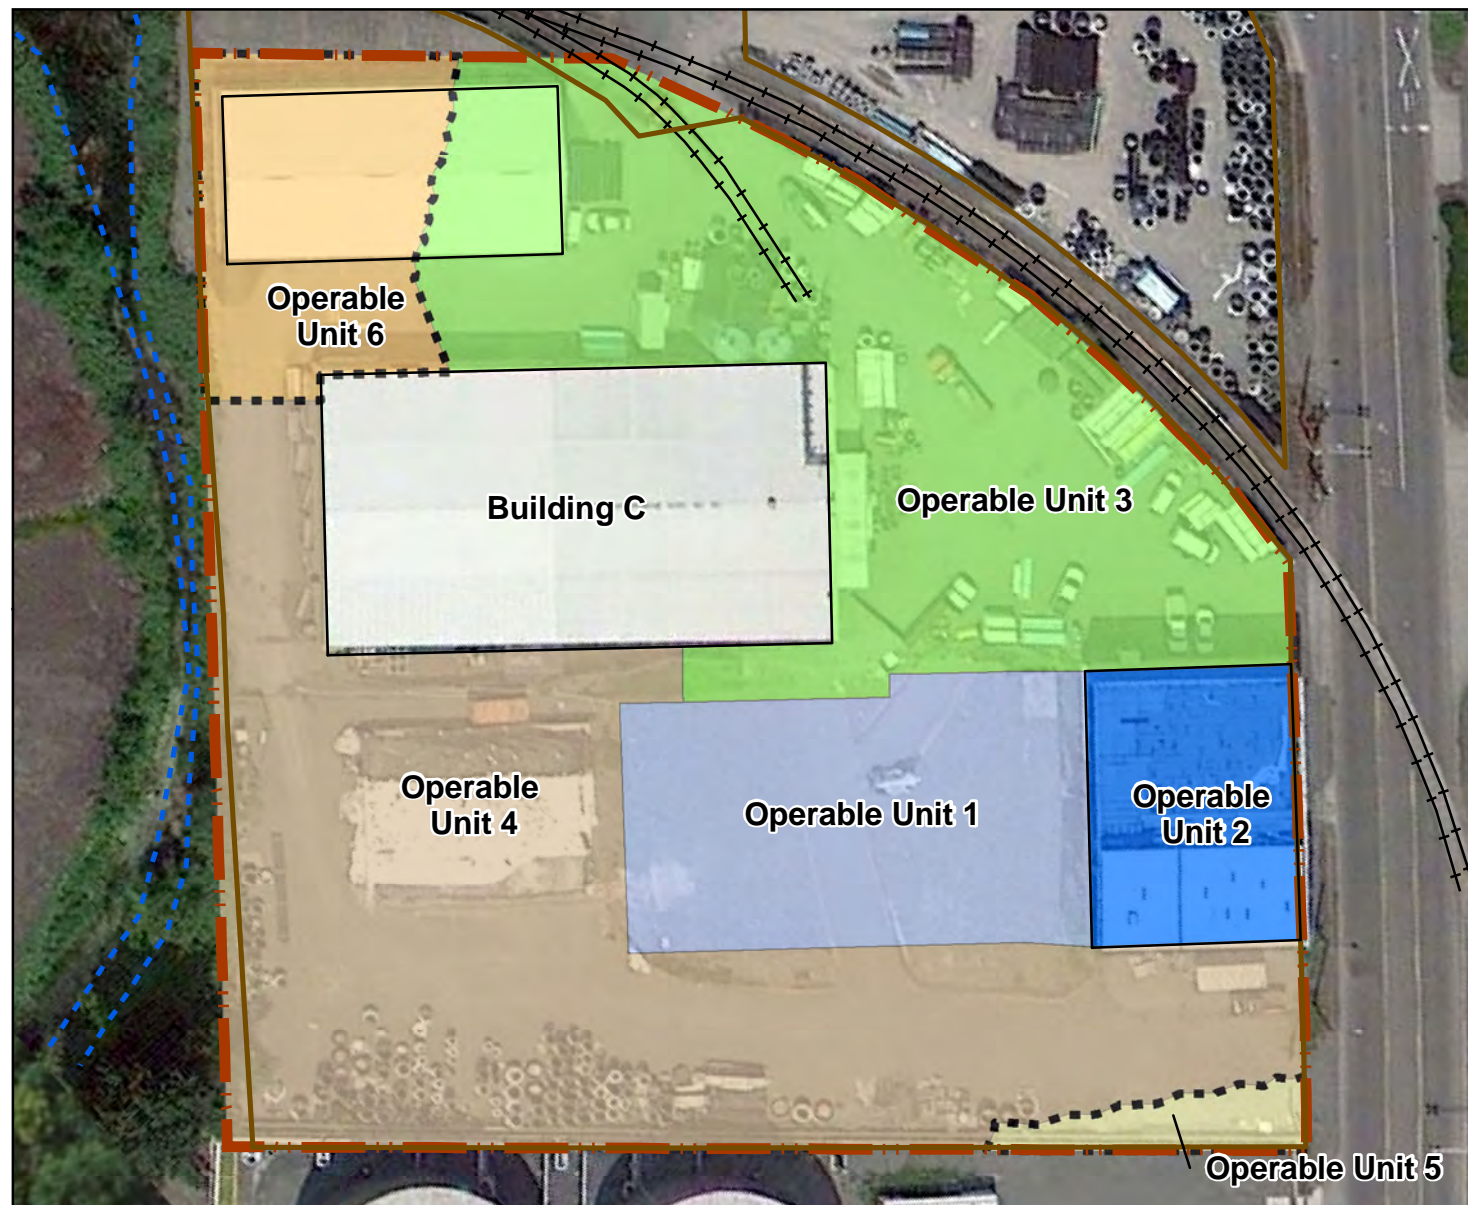 Operable
Unit 6
Building C
Operable Unit 3
Operable
Unit 4
Operable Unit 1
Operable
Unit 2
Operable Unit 5